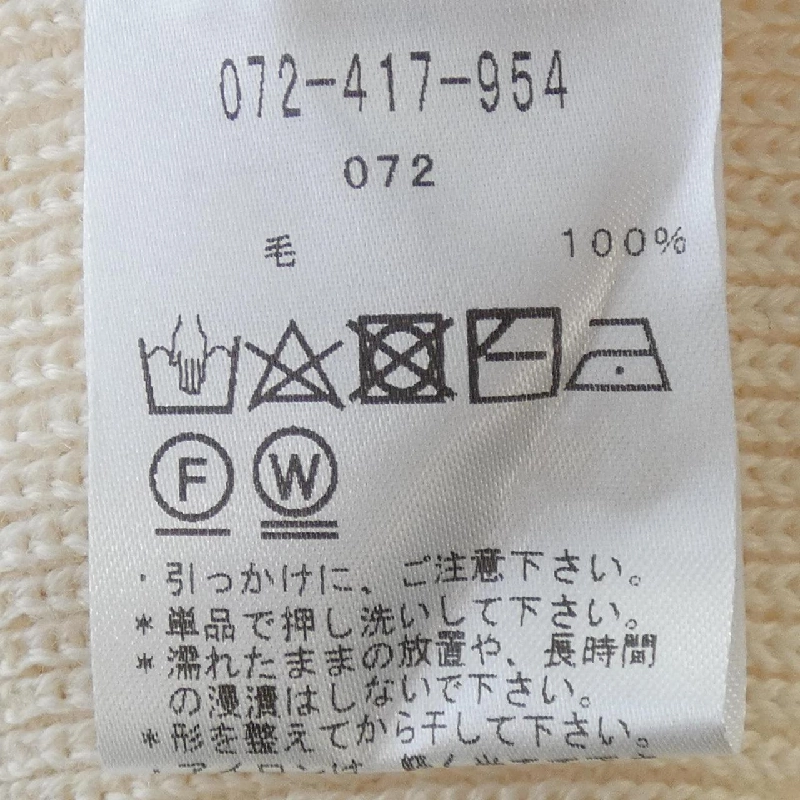 072-417-954
072
毛 100%
F W
・引っかけに、ご注意下さい。
*単品で押し洗いして下さい。
*濡れたままの放置や、長時間
の浸漬はしないで下さい。
*形を整えてから干して下さい。